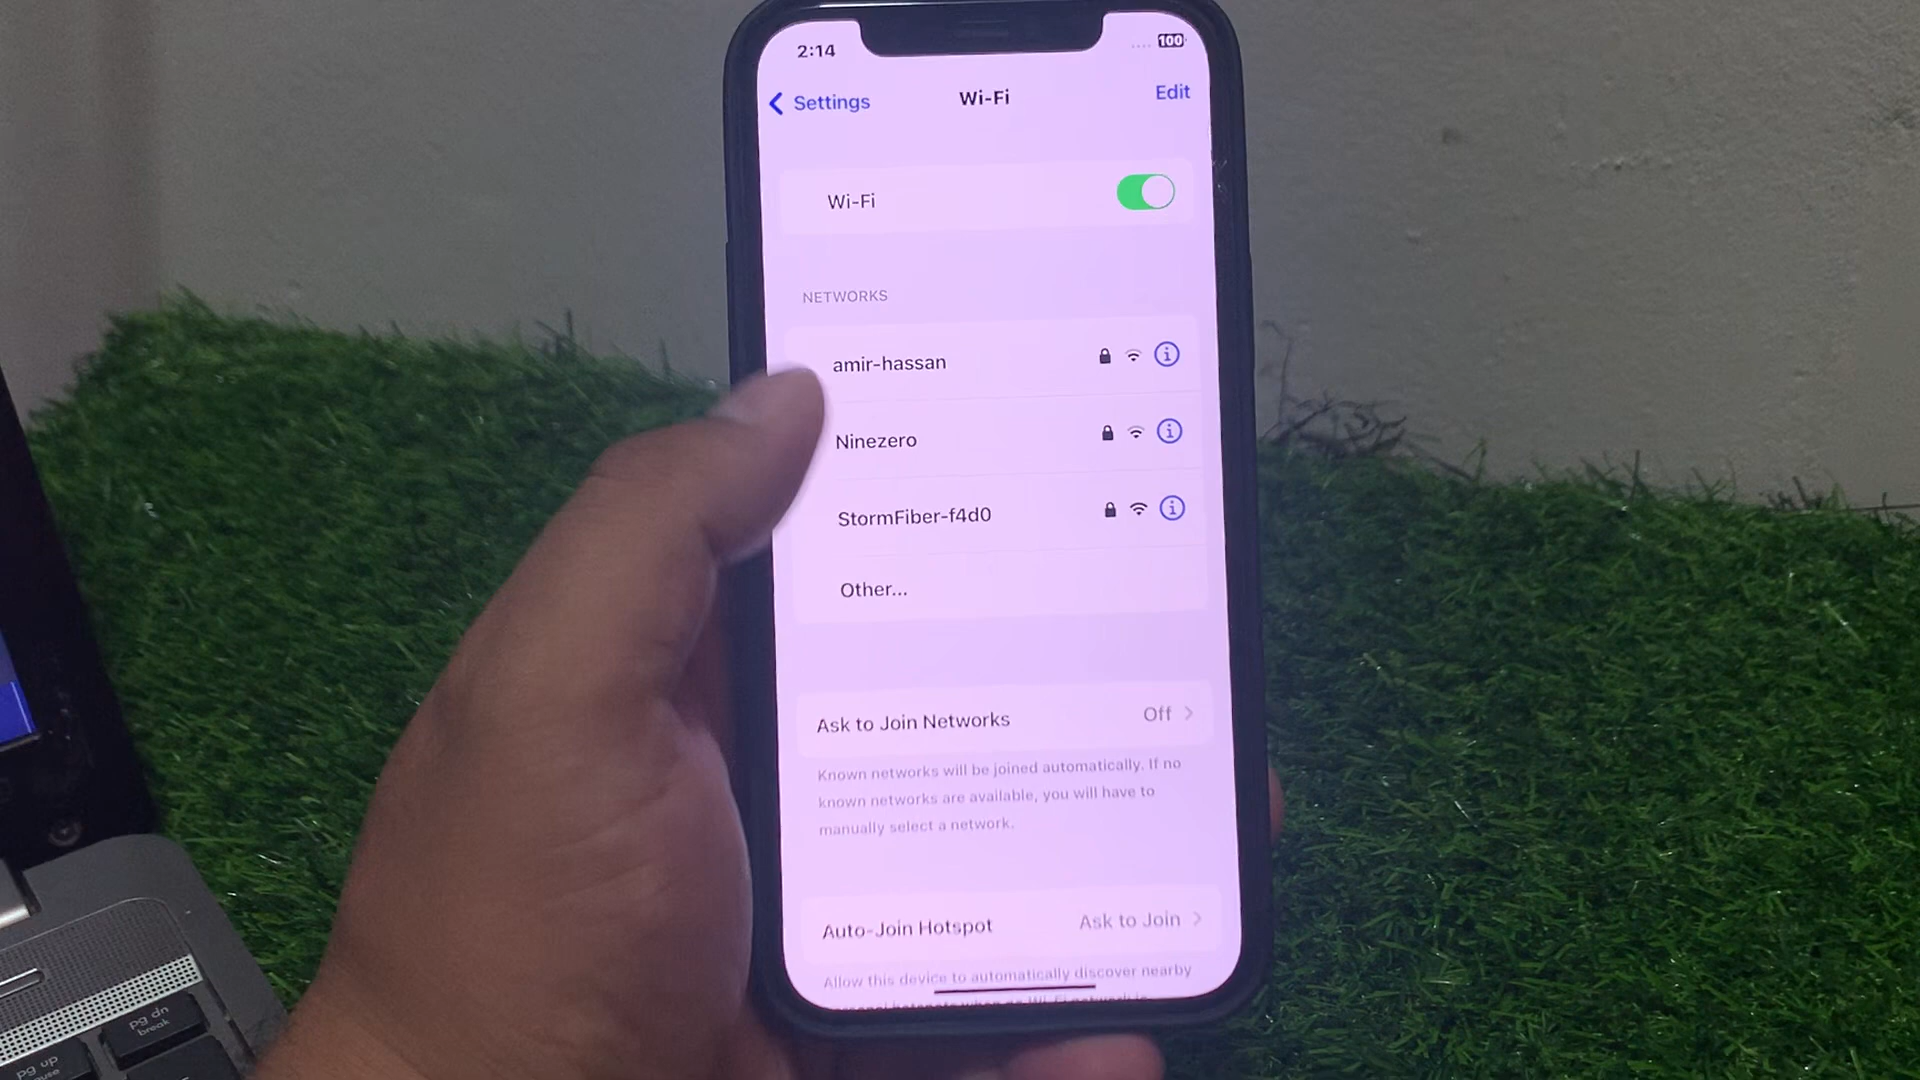 2:14
100
Settings
Wi-Fi
Edit
Wi-Fi
NETWORKS
amir-hassan
Ninezero
StormFiber-f4d0
Other...
Ask to Join Networks
Off
Known networks will be joined automatically. If no
known networks are available, you will have to
manually select a network.
Auto-Join Hotspot
Ask to Join
Allow this device to automatically discover nearby
pg dn
break
pg up